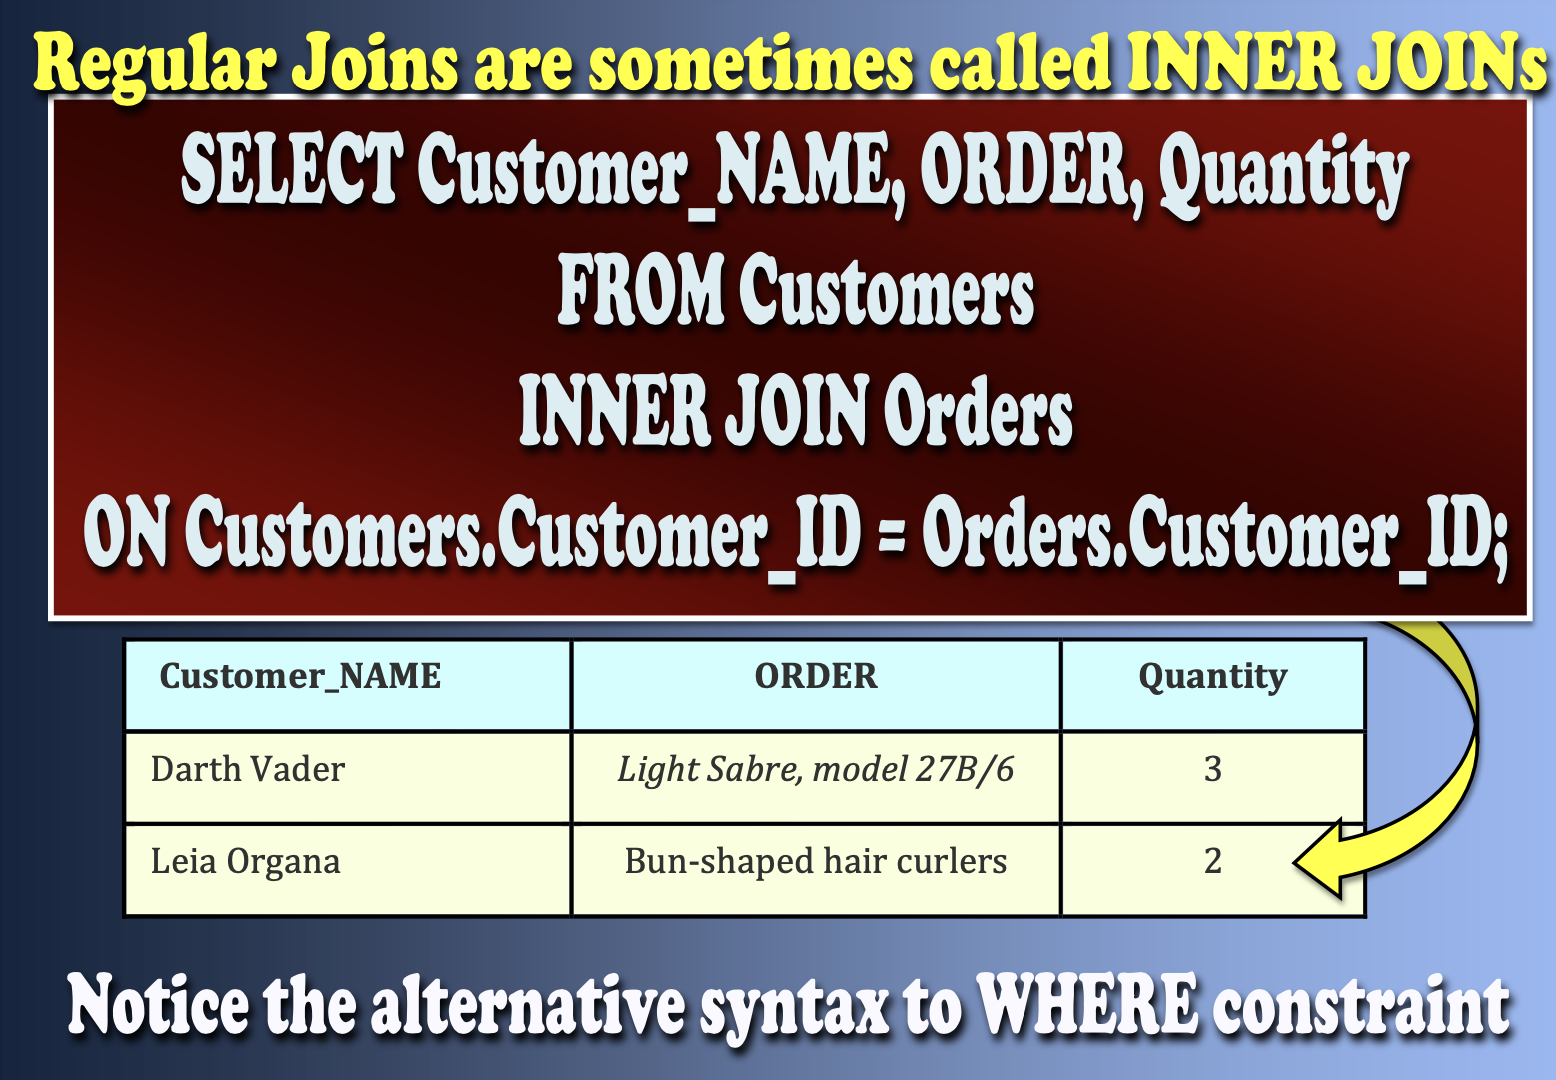 Regular Joins are sometimes called INNER JOINs
SELECT Customer_NAME, ORDER, Quantity
FROM Customers
INNER JOIN Orders
ON Customers.Customer_ID = Orders.Customer_ID;
Customer_NAME ORDER Quantity
Darth Vader Light Sabre, model 27B/6 3
Leia Organa Bun-shaped hair curlers 2
Notice the alternative syntax to WHERE constraint